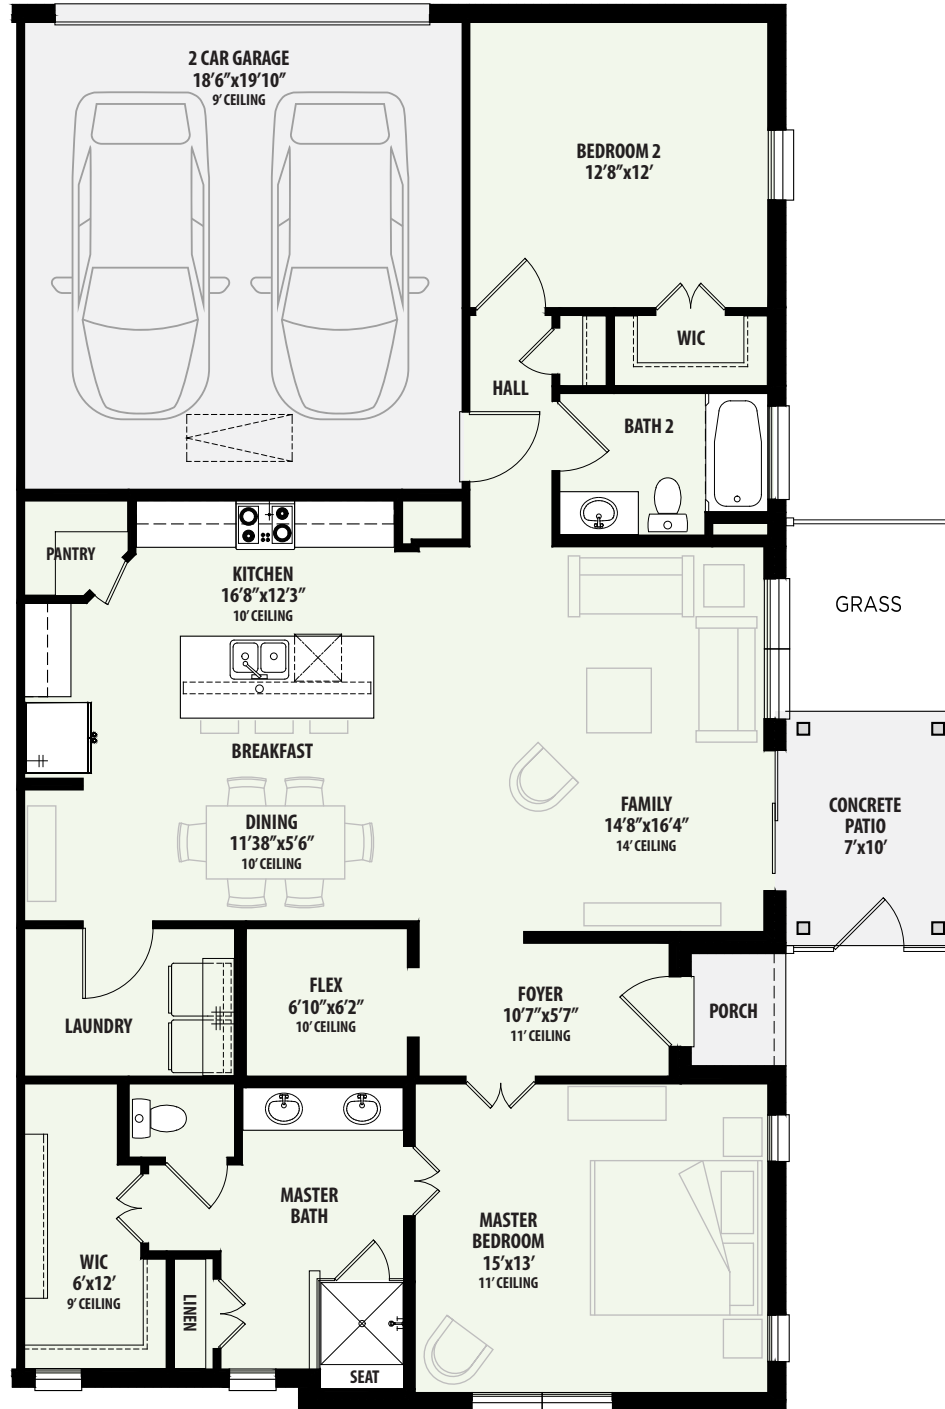 2 CAR GARAGE
18'6"x19'10"
9' CEILING
BEDROOM 2
12'8"x12'
WIC
HALL
BATH 2
PANTRY
KITCHEN
16'8"x12'3"
10' CEILING
GRASS
BREAKFAST
DINING
11'38"x5'6"
10' CEILING
FAMILY
14'8"x16'4"
14' CEILING
CONCRETE
PATIO
7'x10'
LAUNDRY
FLEX
6'10"x6'2"
10' CEILING
FOYER
10'7"x5'7"
11' CEILING
PORCH
MASTER
BATH
MASTER
BEDROOM
15'x13'
11' CEILING
WIC
6'x12'
9' CEILING
LINEN
SEAT